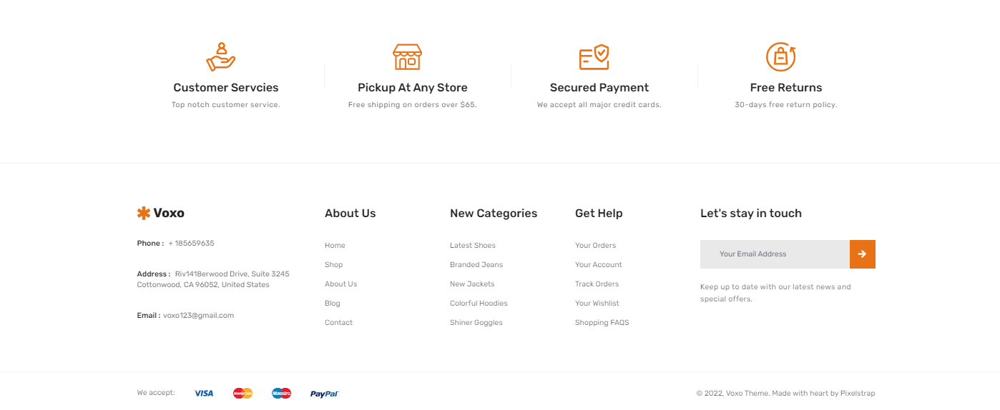 Customer Servcies
Top notch customer service.
Pickup At Any Store
Free shipping on orders over $65.
Secured Payment
We accept all major credit cards.
Free Returns
30-days free return policy.
Voxo
Phone : + 185659635
Address : Riv1418erwood Drive, Suite 3245
Cottonwood, CA 96052, United States
Email : voxo123@gmail.com
About Us
Home
Shop
About Us
Blog
Contact
New Categories
Latest Shoes
Branded Jeans
New Jackets
Colorful Hoodies
Shiner Goggles
Get Help
Your Orders
Your Account
Track Orders
Your Wishlist
Shopping FAQS
Let's stay in touch
Your Email Address
Keep up to date with our latest news and
special offers.
We accept: VISA MasterCard Maestro PayPal
© 2022, Voxo Theme. Made with heart by Pixelstrap